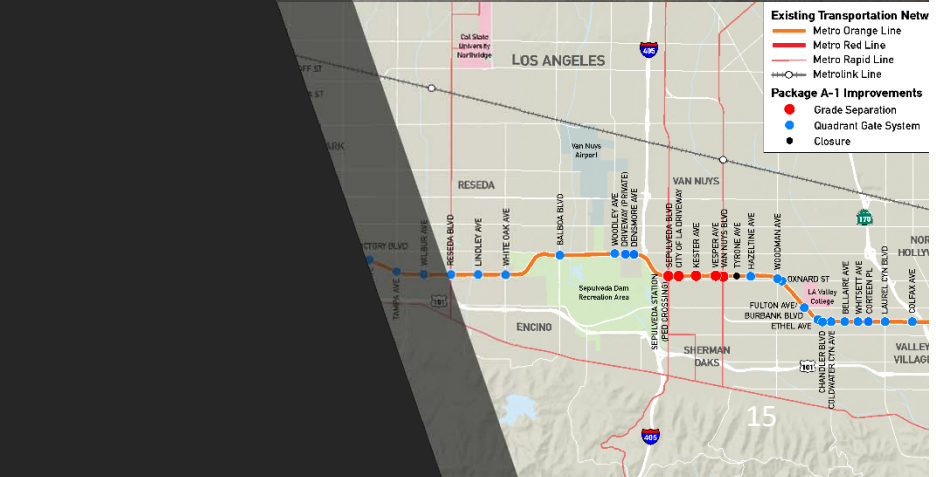 Existing Transportation Netw
Metro Orange Line
Metro Red Line
Metro Rapid Line
Metrolink Line
Package A-1 Improvements
Grade Separation
Quadrant Gate System
Closure
Cal State
University
Northridge
LOS ANGELES
405
OFF ST
A ST
ARK
Van Nuys
Airport
RESEDA
VAN NUYS
170
NOR
HOLLYW
CTORY BLVD
TAMPA AVE
WILBUR AVE
RESEDA BLVD
LINDLEY AVE
WHITE OAK AVE
BALBOA BLVD
WOODLEY AVE
DRIVEWAY (PRIVATE)
DENSMORE AVE
SEPULVEDA STATION
(PED CROSSING)
SEPULVEDA BLVD
CITY OF LA DRIVEWAY
KESTER AVE
VESPER AVE
VAN NUYS BLVD
TYRONE AVE
HAZELTINE AVE
WOODMAN AVE
OXNARD ST
LA Valley
College
FULTON AVE/
BURBANK BLVD
ETHEL AVE
CHANDLER BLVD
COLDWATER CYN AVE
BELLAIRE AVE
WHITSETT AVE
CORTEEN PL
LAUREL CYN BLVD
COLFAX AVE
101
Sepulveda Dam
Recreation Area
ENCINO
SHERMAN
OAKS
101
VALLEY
VILLAGE
15
405